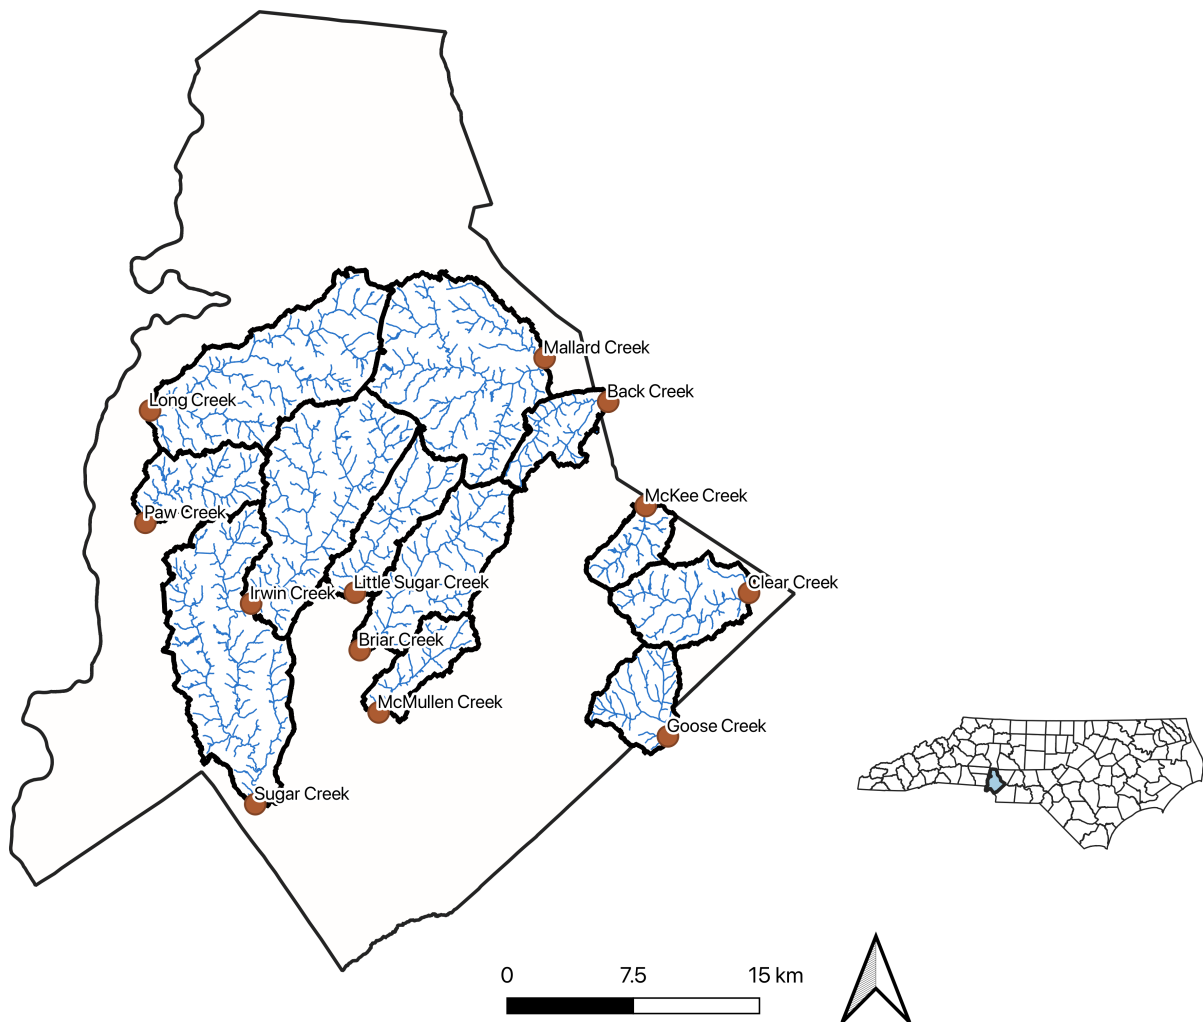 Mallard Creek
Back Creek
Long Creek
McKee Creek
Paw Creek
Clear Creek
Little Sugar Creek
Irwin Creek
Briar Creek
McMullen Creek
Goose Creek
Sugar Creek
0 7.5 15 km